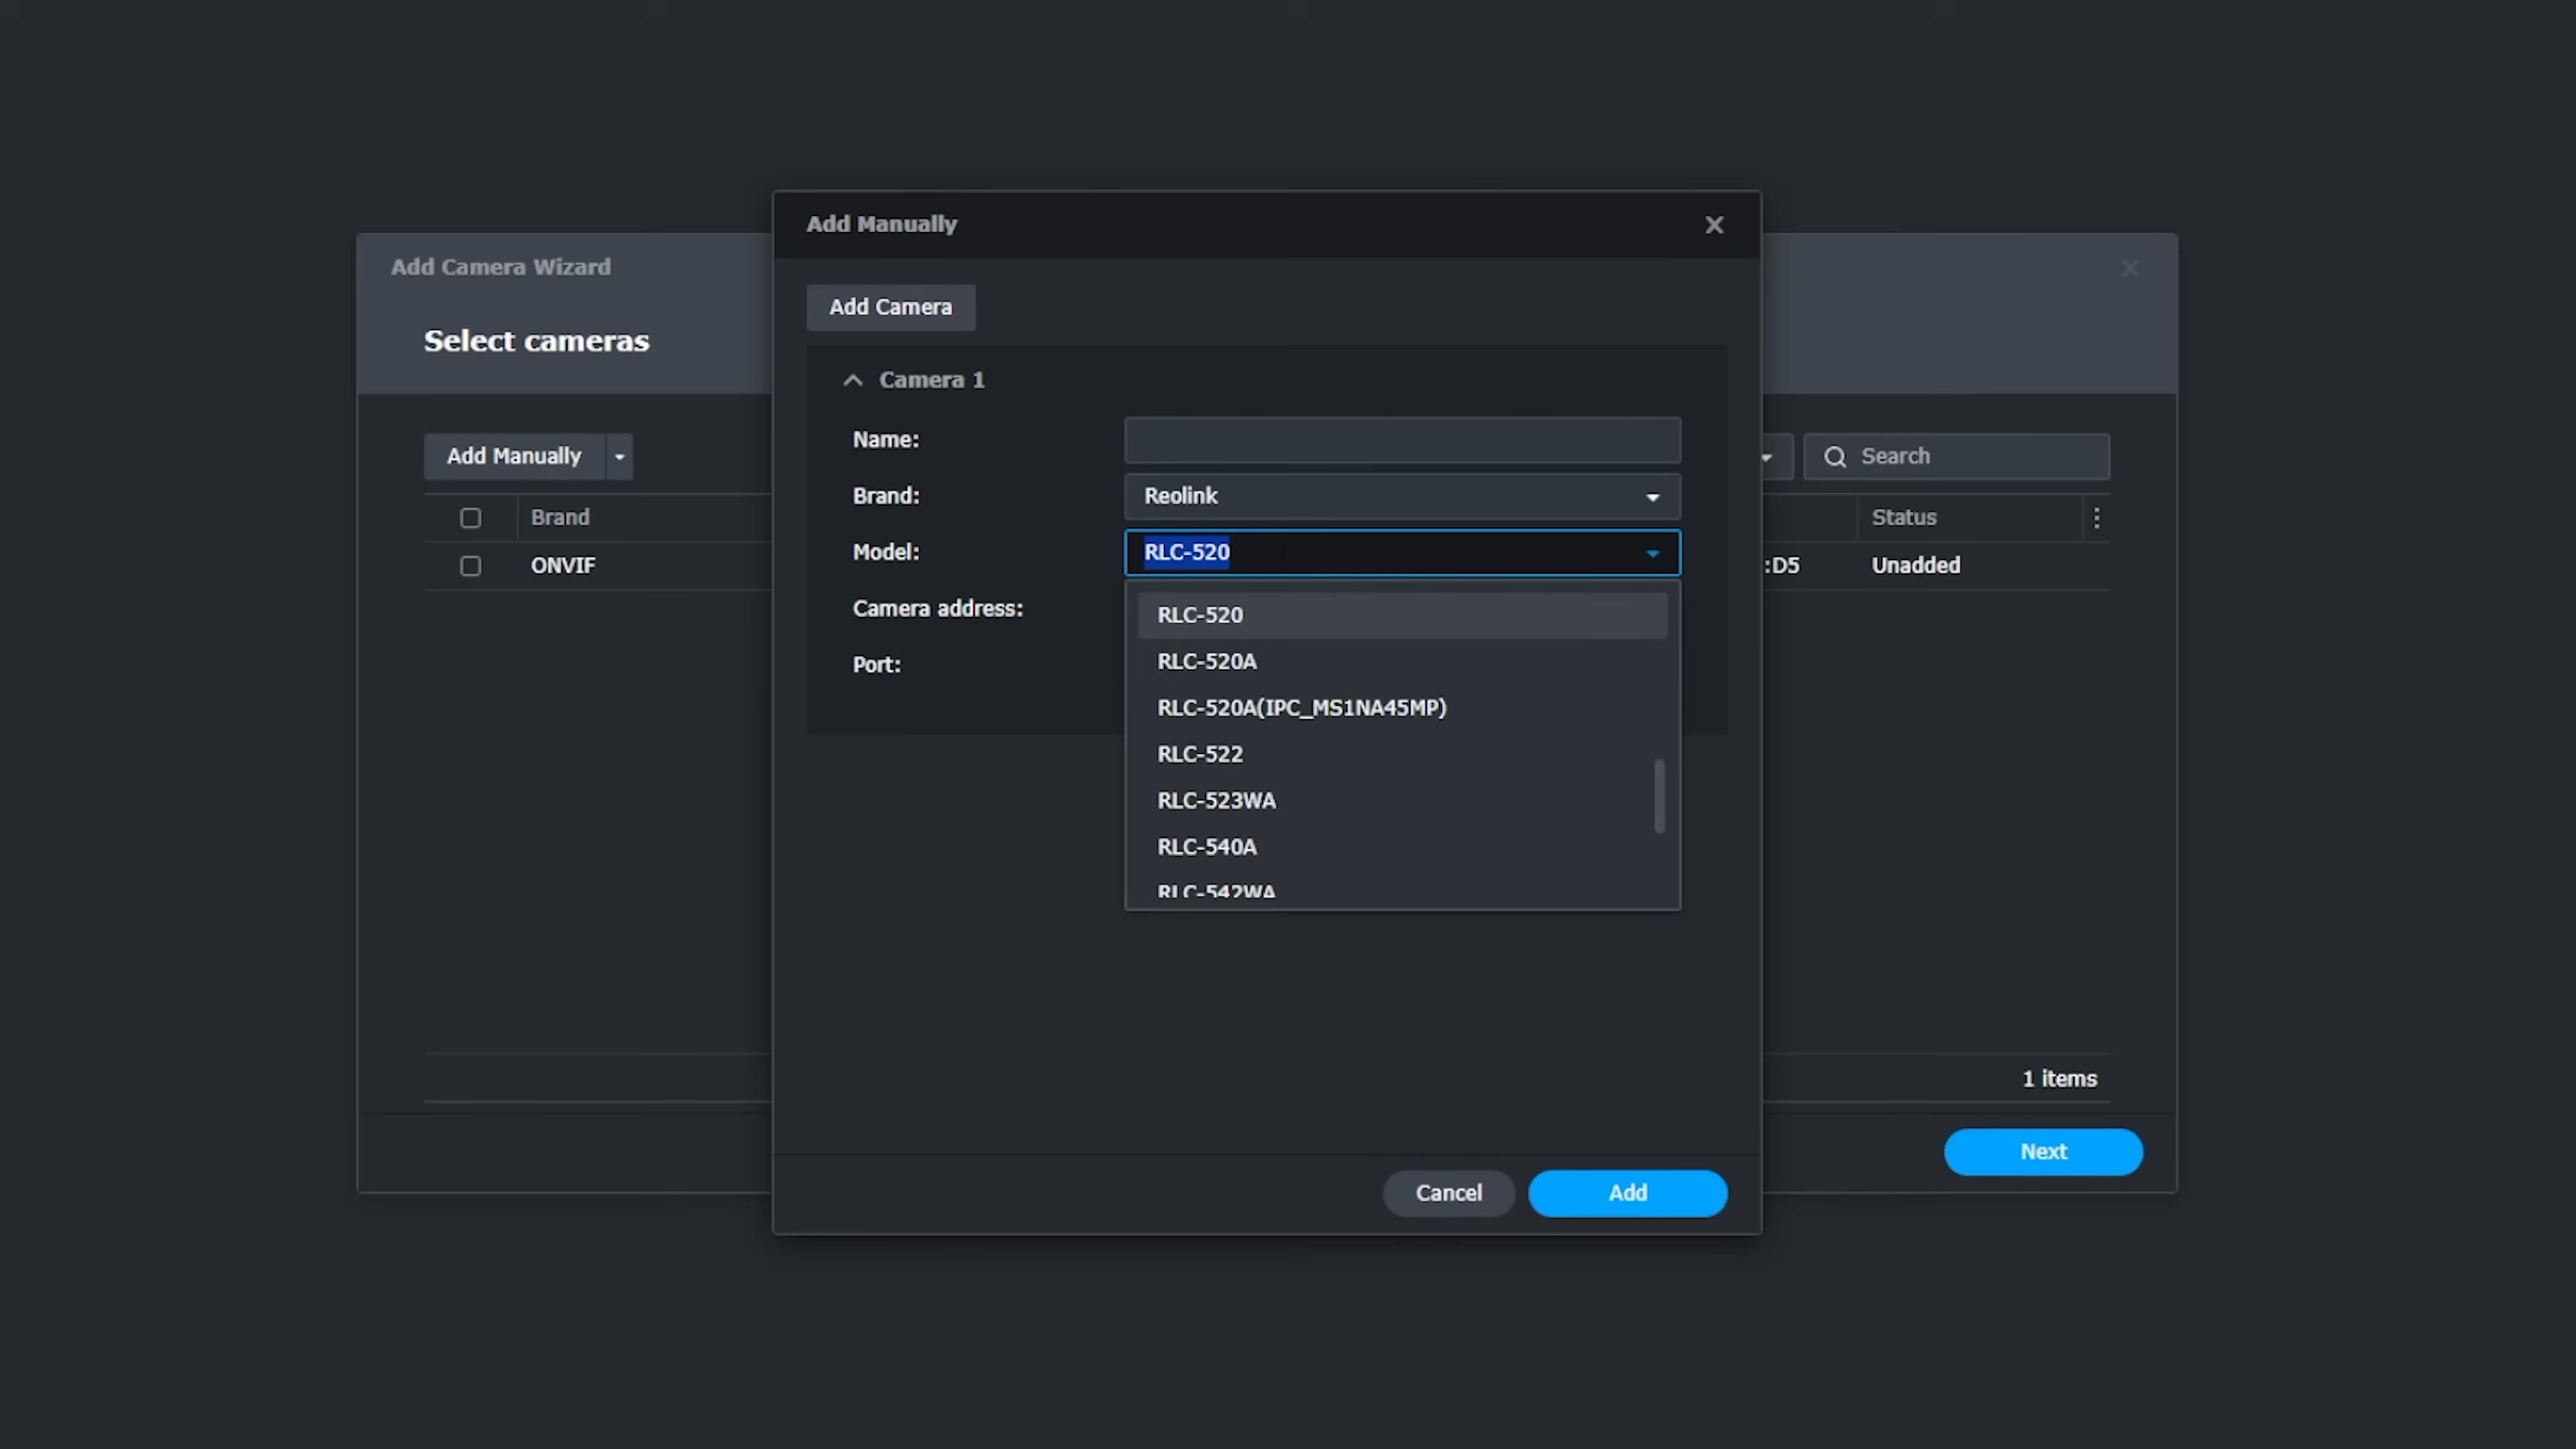 Add Manually
Add Camera Wizard
Add Camera
Select cameras
Camera 1
Name:
Add Manually
Search
Brand:
Reolink
Brand
Status
Model:
RLC-520
ONVIF
:D5
Unadded
Camera address:
RLC-520
Port:
RLC-520A
RLC-520A(IPC_MS1NA45MP)
RLC-522
RLC-523WA
RLC-540A
RLC-542WA
1 items
Next
Cancel
Add